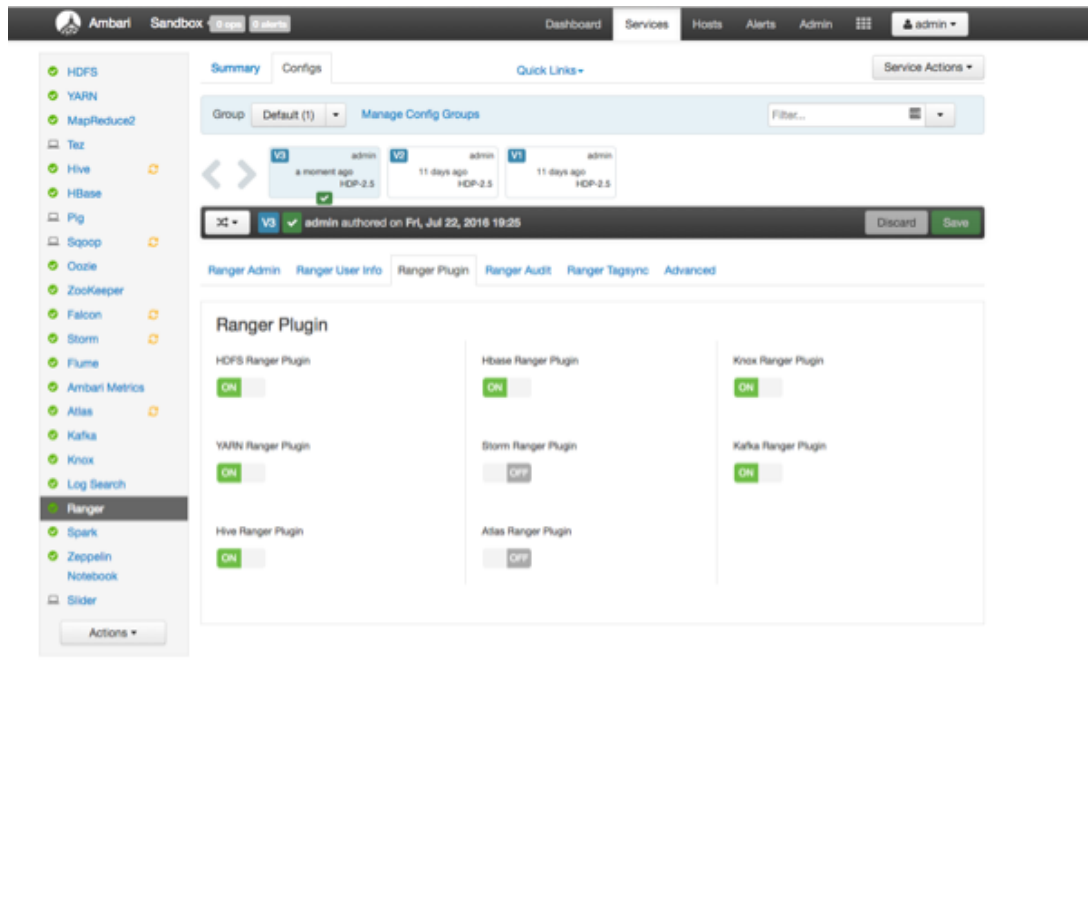 Ambari Sandbox 0 ops 0 alerts Dashboard Services Hosts Alerts Admin admin
HDFS
YARN
MapReduce2
Tez
Hive
HBase
Pig
Sqoop
Oozie
ZooKeeper
Falcon
Storm
Flume
Ambari Metrics
Atlas
Kafka
Knox
Log Search
Ranger
Spark
Zeppelin
Notebook
Slider
Actions
Summary Configs Quick Links Service Actions
Group Default (1) Manage Config Groups Filter...
V3 admin
a moment ago
HDP-2.5
V2 admin
11 days ago
HDP-2.5
V1 admin
11 days ago
HDP-2.5
V3 admin authored on Fri, Jul 22, 2016 19:25 Discard Save
Ranger Admin Ranger User Info Ranger Plugin Ranger Audit Ranger Tagsync Advanced
Ranger Plugin
HDFS Ranger Plugin Hbase Ranger Plugin Knox Ranger Plugin
ON ON ON
YARN Ranger Plugin Storm Ranger Plugin Kafka Ranger Plugin
ON OFF ON
Hive Ranger Plugin Atlas Ranger Plugin
ON OFF